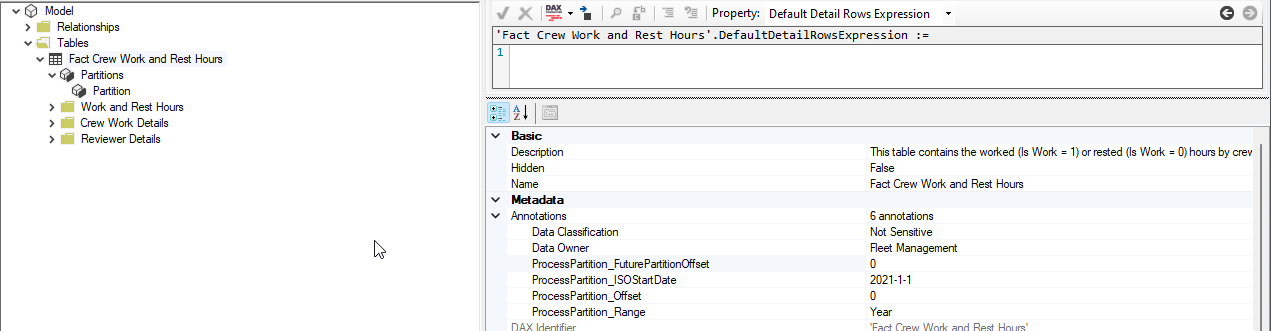 Model
Relationships
Tables
Fact Crew Work and Rest Hours
Partitions
Partition
Work and Rest Hours
Crew Work Details
Reviewer Details
DAX Property: Default Detail Rows Expression
'Fact Crew Work and Rest Hours'.DefaultDetailRowsExpression :=
1
A Z
Basic
Description This table contains the worked (Is Work = 1) or rested (Is Work = 0) hours by crew
Hidden False
Name Fact Crew Work and Rest Hours
Metadata
Annotations 6 annotations
Data Classification Not Sensitive
Data Owner Fleet Management
ProcessPartition_FuturePartitionOffset 0
ProcessPartition_ISOStartDate 2021-1-1
ProcessPartition_Offset 0
ProcessPartition_Range Year
DAX Identifier 'Fact Crew Work and Rest Hours'